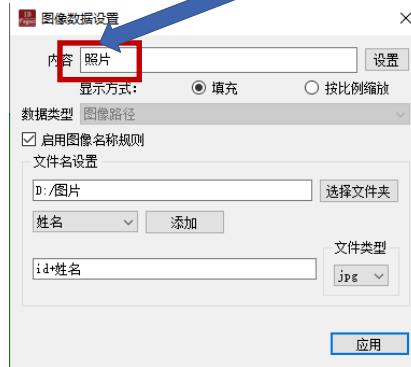 图像数据设置
内容 照片 设置
显示方式: 填充 按比例缩放
数据类型 图像路径
启用图像名称规则
文件名设置
D:/图片 选择文件夹
姓名 添加
文件类型
id+姓名 jpg
应用